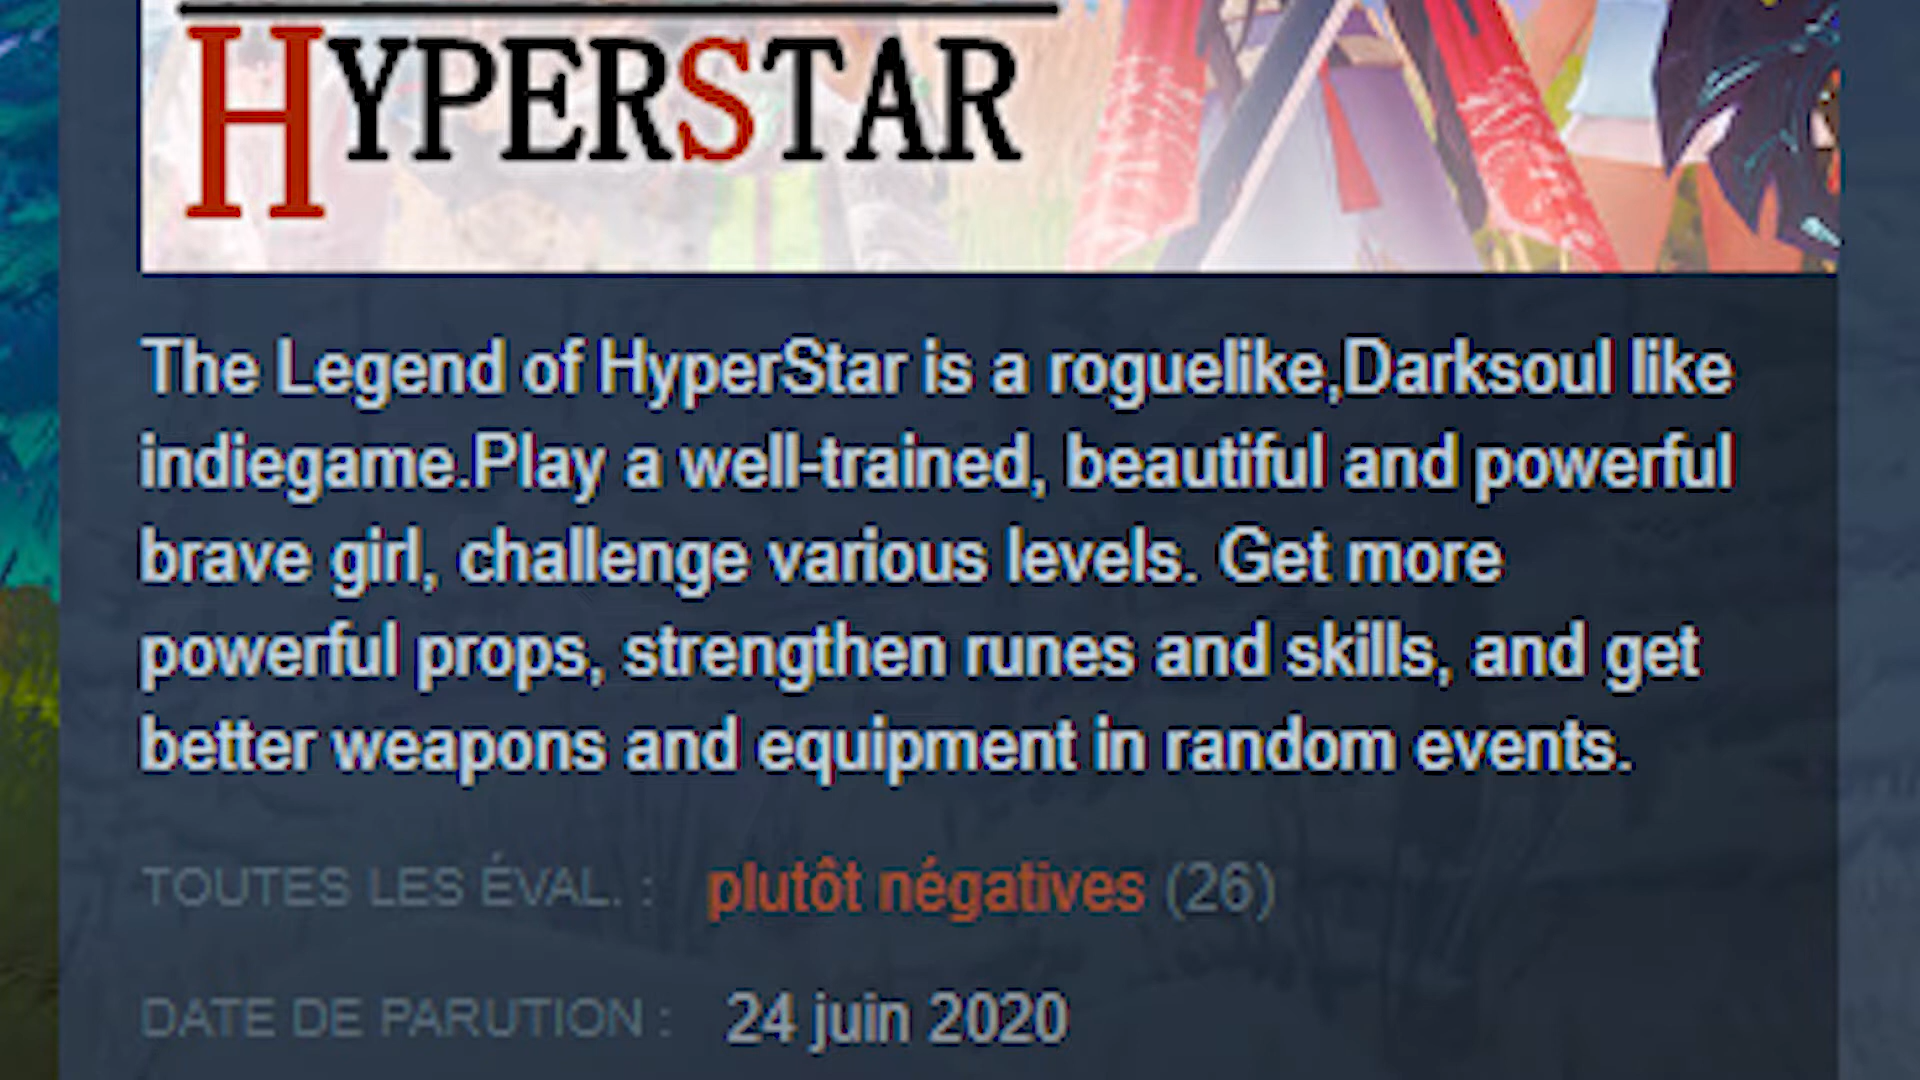 HYPERSTAR
The Legend of HyperStar is a roguelike,Darksoul like
indiegame.Play a well-trained, beautiful and powerful
brave girl, challenge various levels. Get more
powerful props, strengthen runes and skills, and get
better weapons and equipment in random events.
TOUTES LES ÉVAL. : plutôt négatives (26)
DATE DE PARUTION : 24 juin 2020